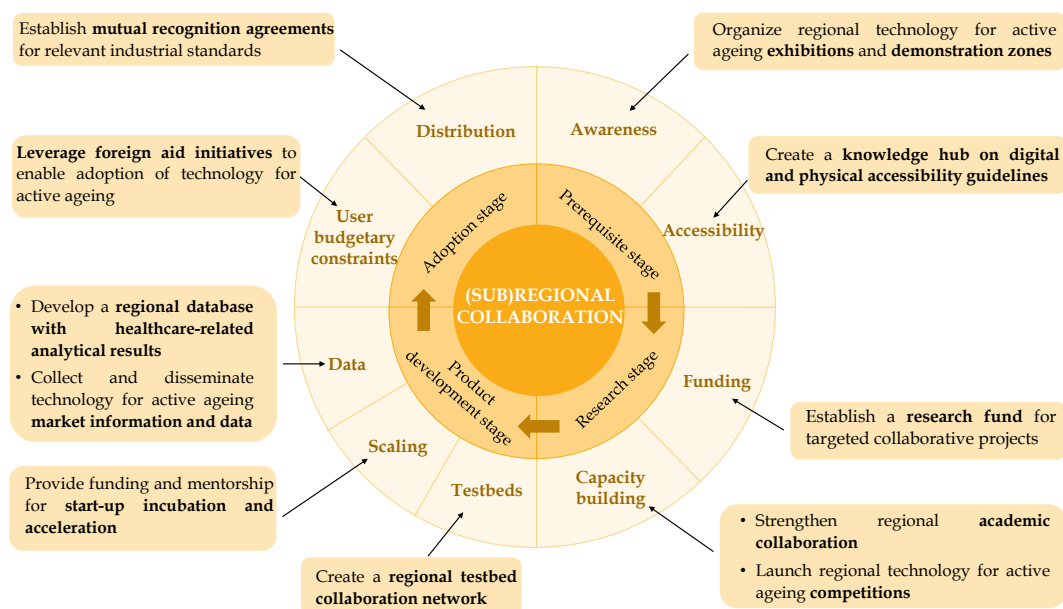 Establish mutual recognition agreements
for relevant industrial standards
Organize regional technology for active
ageing exhibitions and demonstration zones
Distribution
Awareness
Leverage foreign aid initiatives to
enable adoption of technology for
active ageing
Create a knowledge hub on digital
and physical accessibility guidelines
User
budgetary
constraints
Accessibility
Adoption stage
Prerequisite stage
(SUB)REGIONAL
COLLABORATION
• Develop a regional database
with healthcare-related
analytical results
• Collect and disseminate
technology for active ageing
market information and data
Data
Product
development stage
Research stage
Funding
Establish a research fund for
targeted collaborative projects
Scaling
Testbeds
Capacity
building
Provide funding and mentorship
for start-up incubation and
acceleration
• Strengthen regional academic
collaboration
• Launch regional technology for active
ageing competitions
Create a regional testbed
collaboration network